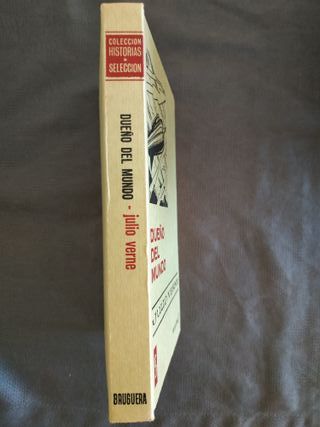 COLECCION
HISTORIAS
SELECCION
DUEÑO DEL MUNDO - julio verne
BRUGUERA
DUEÑO
DEL
MUNDO